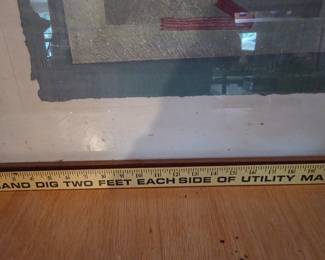 AND DIG TWO FEET EACH SIDE OF UTILITY MA